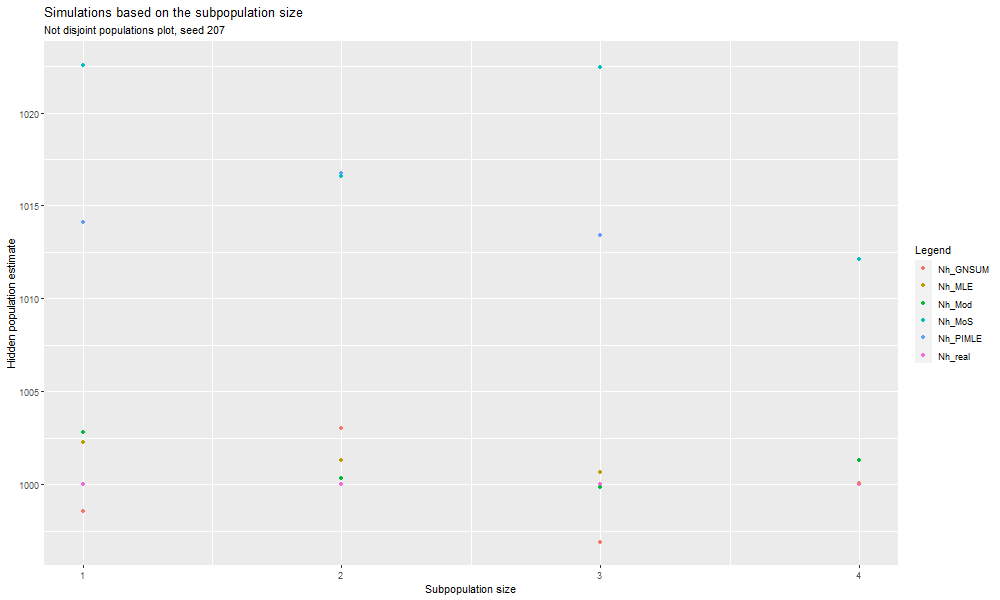 Simulations based on the subpopulation size
Not disjoint populations plot, seed 207
Hidden population estimate
1020
1015
1010
1005
1000
1
2
3
4
Subpopulation size
Legend
Nh_GNSUM
Nh_MLE
Nh_Mod
Nh_MoS
Nh_PIMLE
Nh_real